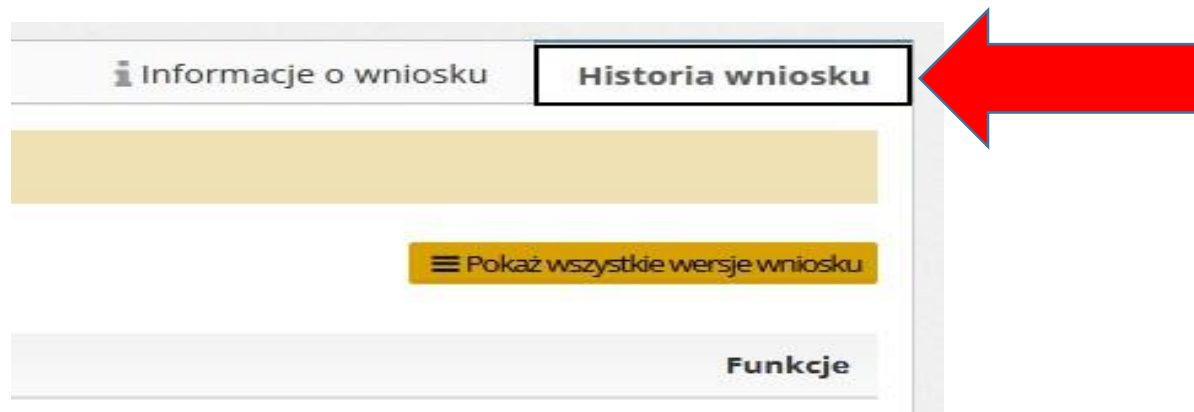 Informacje o wniosku
Historia wniosku
Pokaż wszystkie wersje wniosku
Funkcje